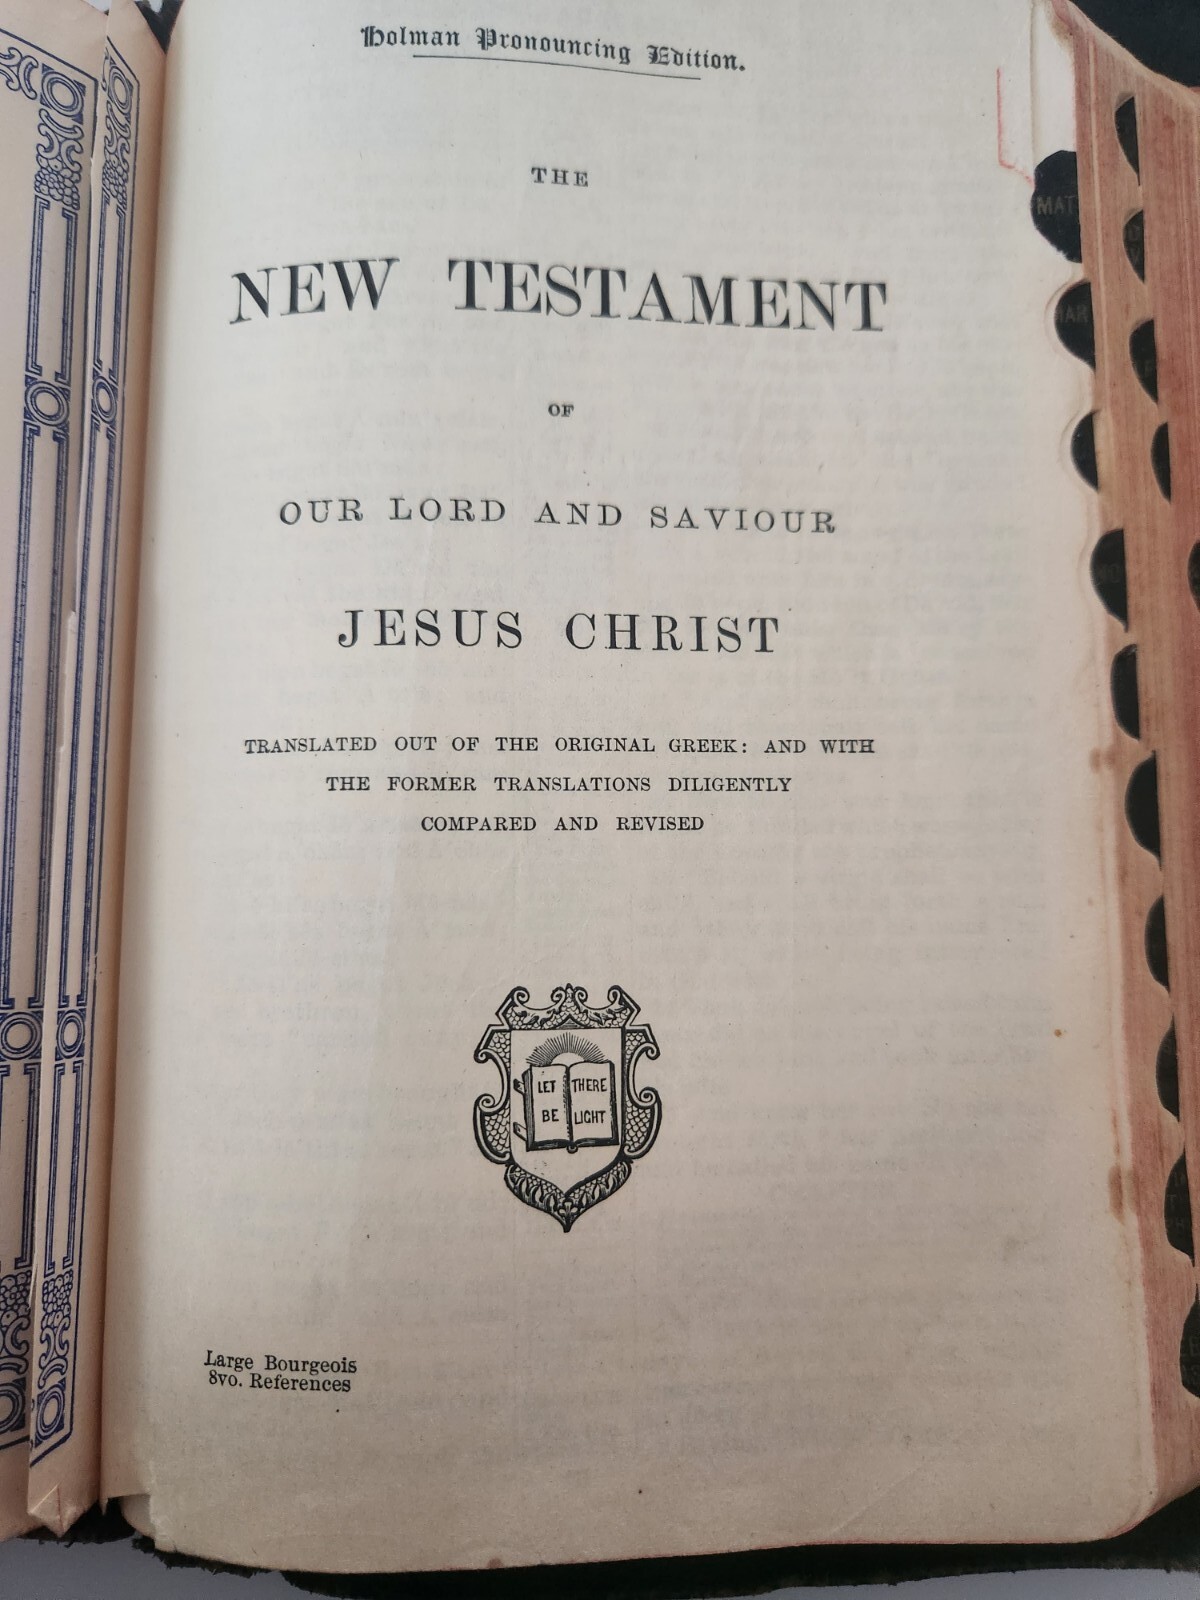 Holman Pronouncing Edition.
THE
NEW TESTAMENT
OF
OUR LORD AND SAVIOUR
JESUS CHRIST
TRANSLATED OUT OF THE ORIGINAL GREEK: AND WITH
THE FORMER TRANSLATIONS DILIGENTLY
COMPARED AND REVISED
LET THERE
BE LIGHT
Large Bourgeois
8vo. References
MAT
MAR